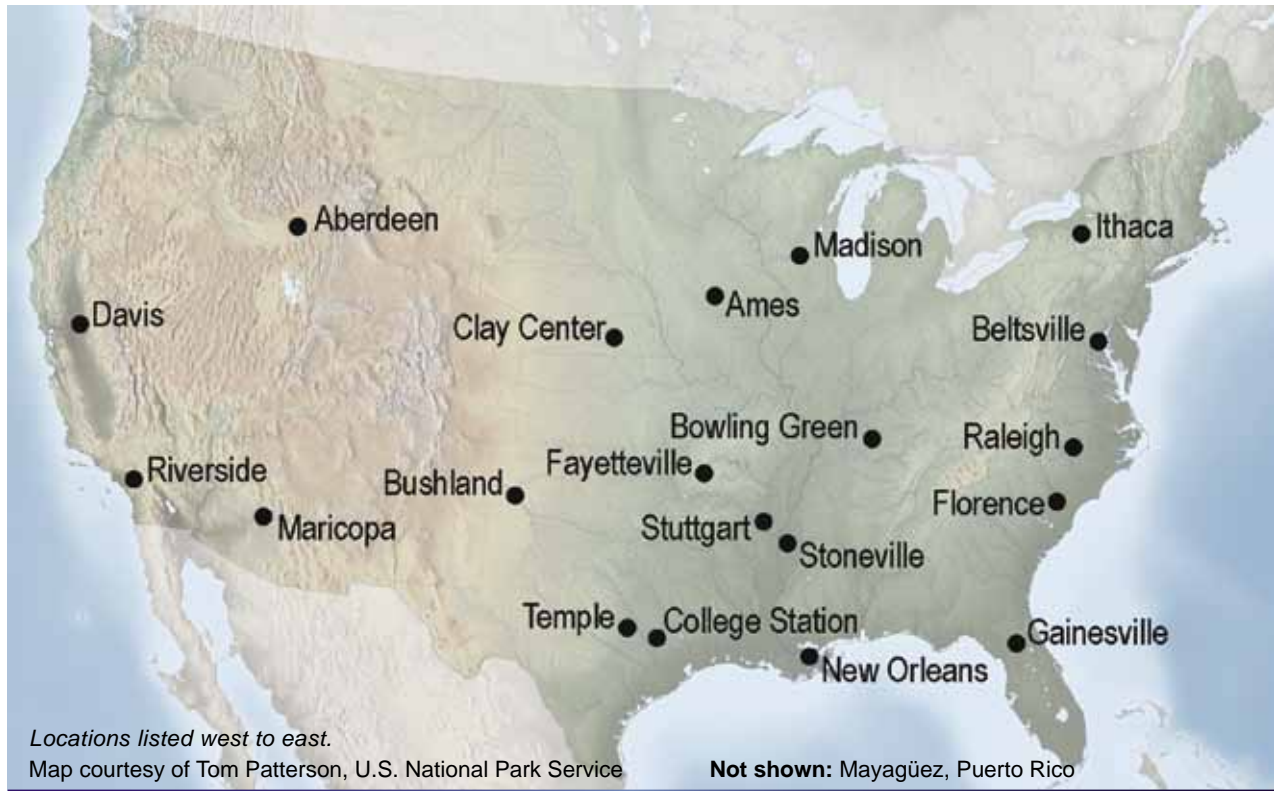 Aberdeen
Ithaca
Madison
Ames
Davis
Clay Center
Beltsville
Bowling Green
Raleigh
Fayetteville
Riverside
Bushland
Florence
Maricopa
Stuttgart
Stoneville
Temple
College Station
Gainesville
New Orleans
Locations listed west to east.
Map courtesy of Tom Patterson, U.S. National Park Service
Not shown: Mayagüez, Puerto Rico